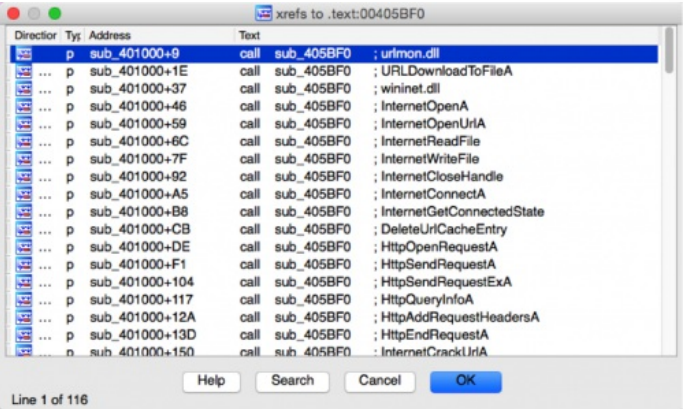 xrefs to .text:00405BF0
Directior Typ Address Text
p sub_401000+9 call sub_405BF0 ; urlmon.dll
... p sub_401000+1E call sub_405BF0 ; URLDownloadToFileA
... p sub_401000+37 call sub_405BF0 ; wininet.dll
... p sub_401000+46 call sub_405BF0 ; InternetOpenA
... p sub_401000+59 call sub_405BF0 ; InternetOpenUrlA
... p sub_401000+6C call sub_405BF0 ; InternetReadFile
... p sub_401000+7F call sub_405BF0 ; InternetWriteFile
... p sub_401000+92 call sub_405BF0 ; InternetCloseHandle
... p sub_401000+A5 call sub_405BF0 ; InternetConnectA
... p sub_401000+B8 call sub_405BF0 ; InternetGetConnectedState
... p sub_401000+CB call sub_405BF0 ; DeleteUrlCacheEntry
... p sub_401000+DE call sub_405BF0 ; HttpOpenRequestA
... p sub_401000+F1 call sub_405BF0 ; HttpSendRequestA
... p sub_401000+104 call sub_405BF0 ; HttpSendRequestExA
... p sub_401000+117 call sub_405BF0 ; HttpQueryInfoA
... p sub_401000+12A call sub_405BF0 ; HttpAddRequestHeadersA
... p sub_401000+13D call sub_405BF0 ; HttpEndRequestA
... p sub_401000+150 call sub_405BF0 ; InternetCrackUrlA
Help Search Cancel OK
Line 1 of 116